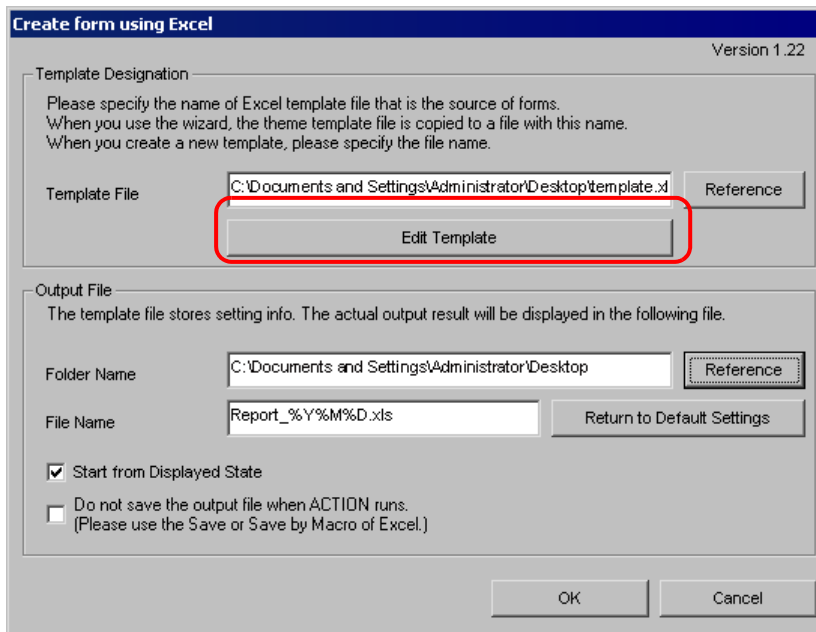 Create form using Excel
Version 1.22
Template Designation
Please specify the name of Excel template file that is the source of forms.
When you use the wizard, the theme template file is copied to a file with this name.
When you create a new template, please specify the file name.
Template File C:\Documents and Settings\Administrator\Desktop\template.xl Reference
Edit Template
Output File
The template file stores setting info. The actual output result will be displayed in the following file.
Folder Name C:\Documents and Settings\Administrator\Desktop Reference
File Name Report_%Y%M%D.xls Return to Default Settings
Start from Displayed State
Do not save the output file when ACTION runs.
(Please use the Save or Save by Macro of Excel.)
OK Cancel